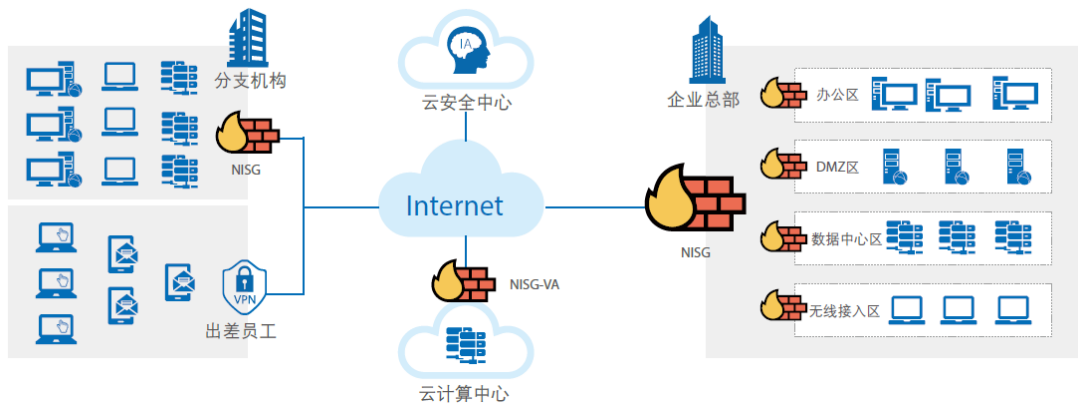 分支机构
NISG
VPN
出差员工
IA
云安全中心
Internet
NISG-VA
云计算中心
企业总部
NISG
办公区
DMZ区
数据中心区
无线接入区